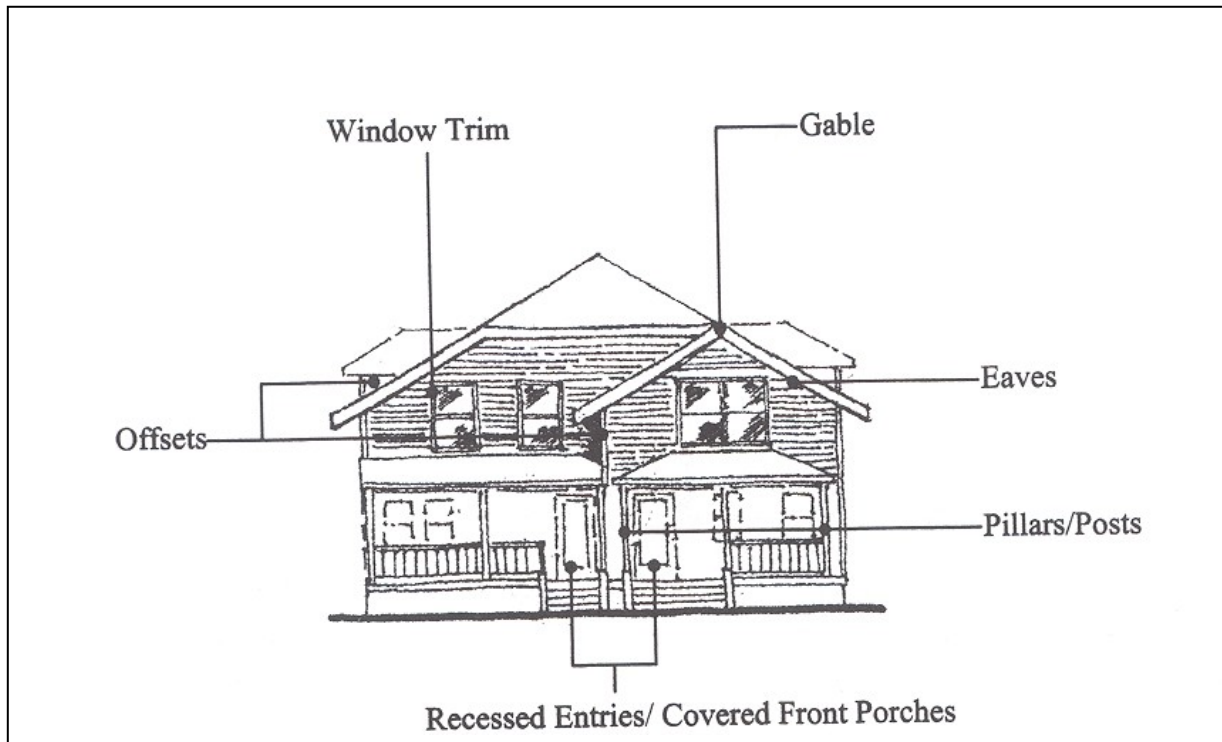 Window Trim
Gable
Eaves
Offsets
Pillars/Posts
Recessed Entries/ Covered Front Porches